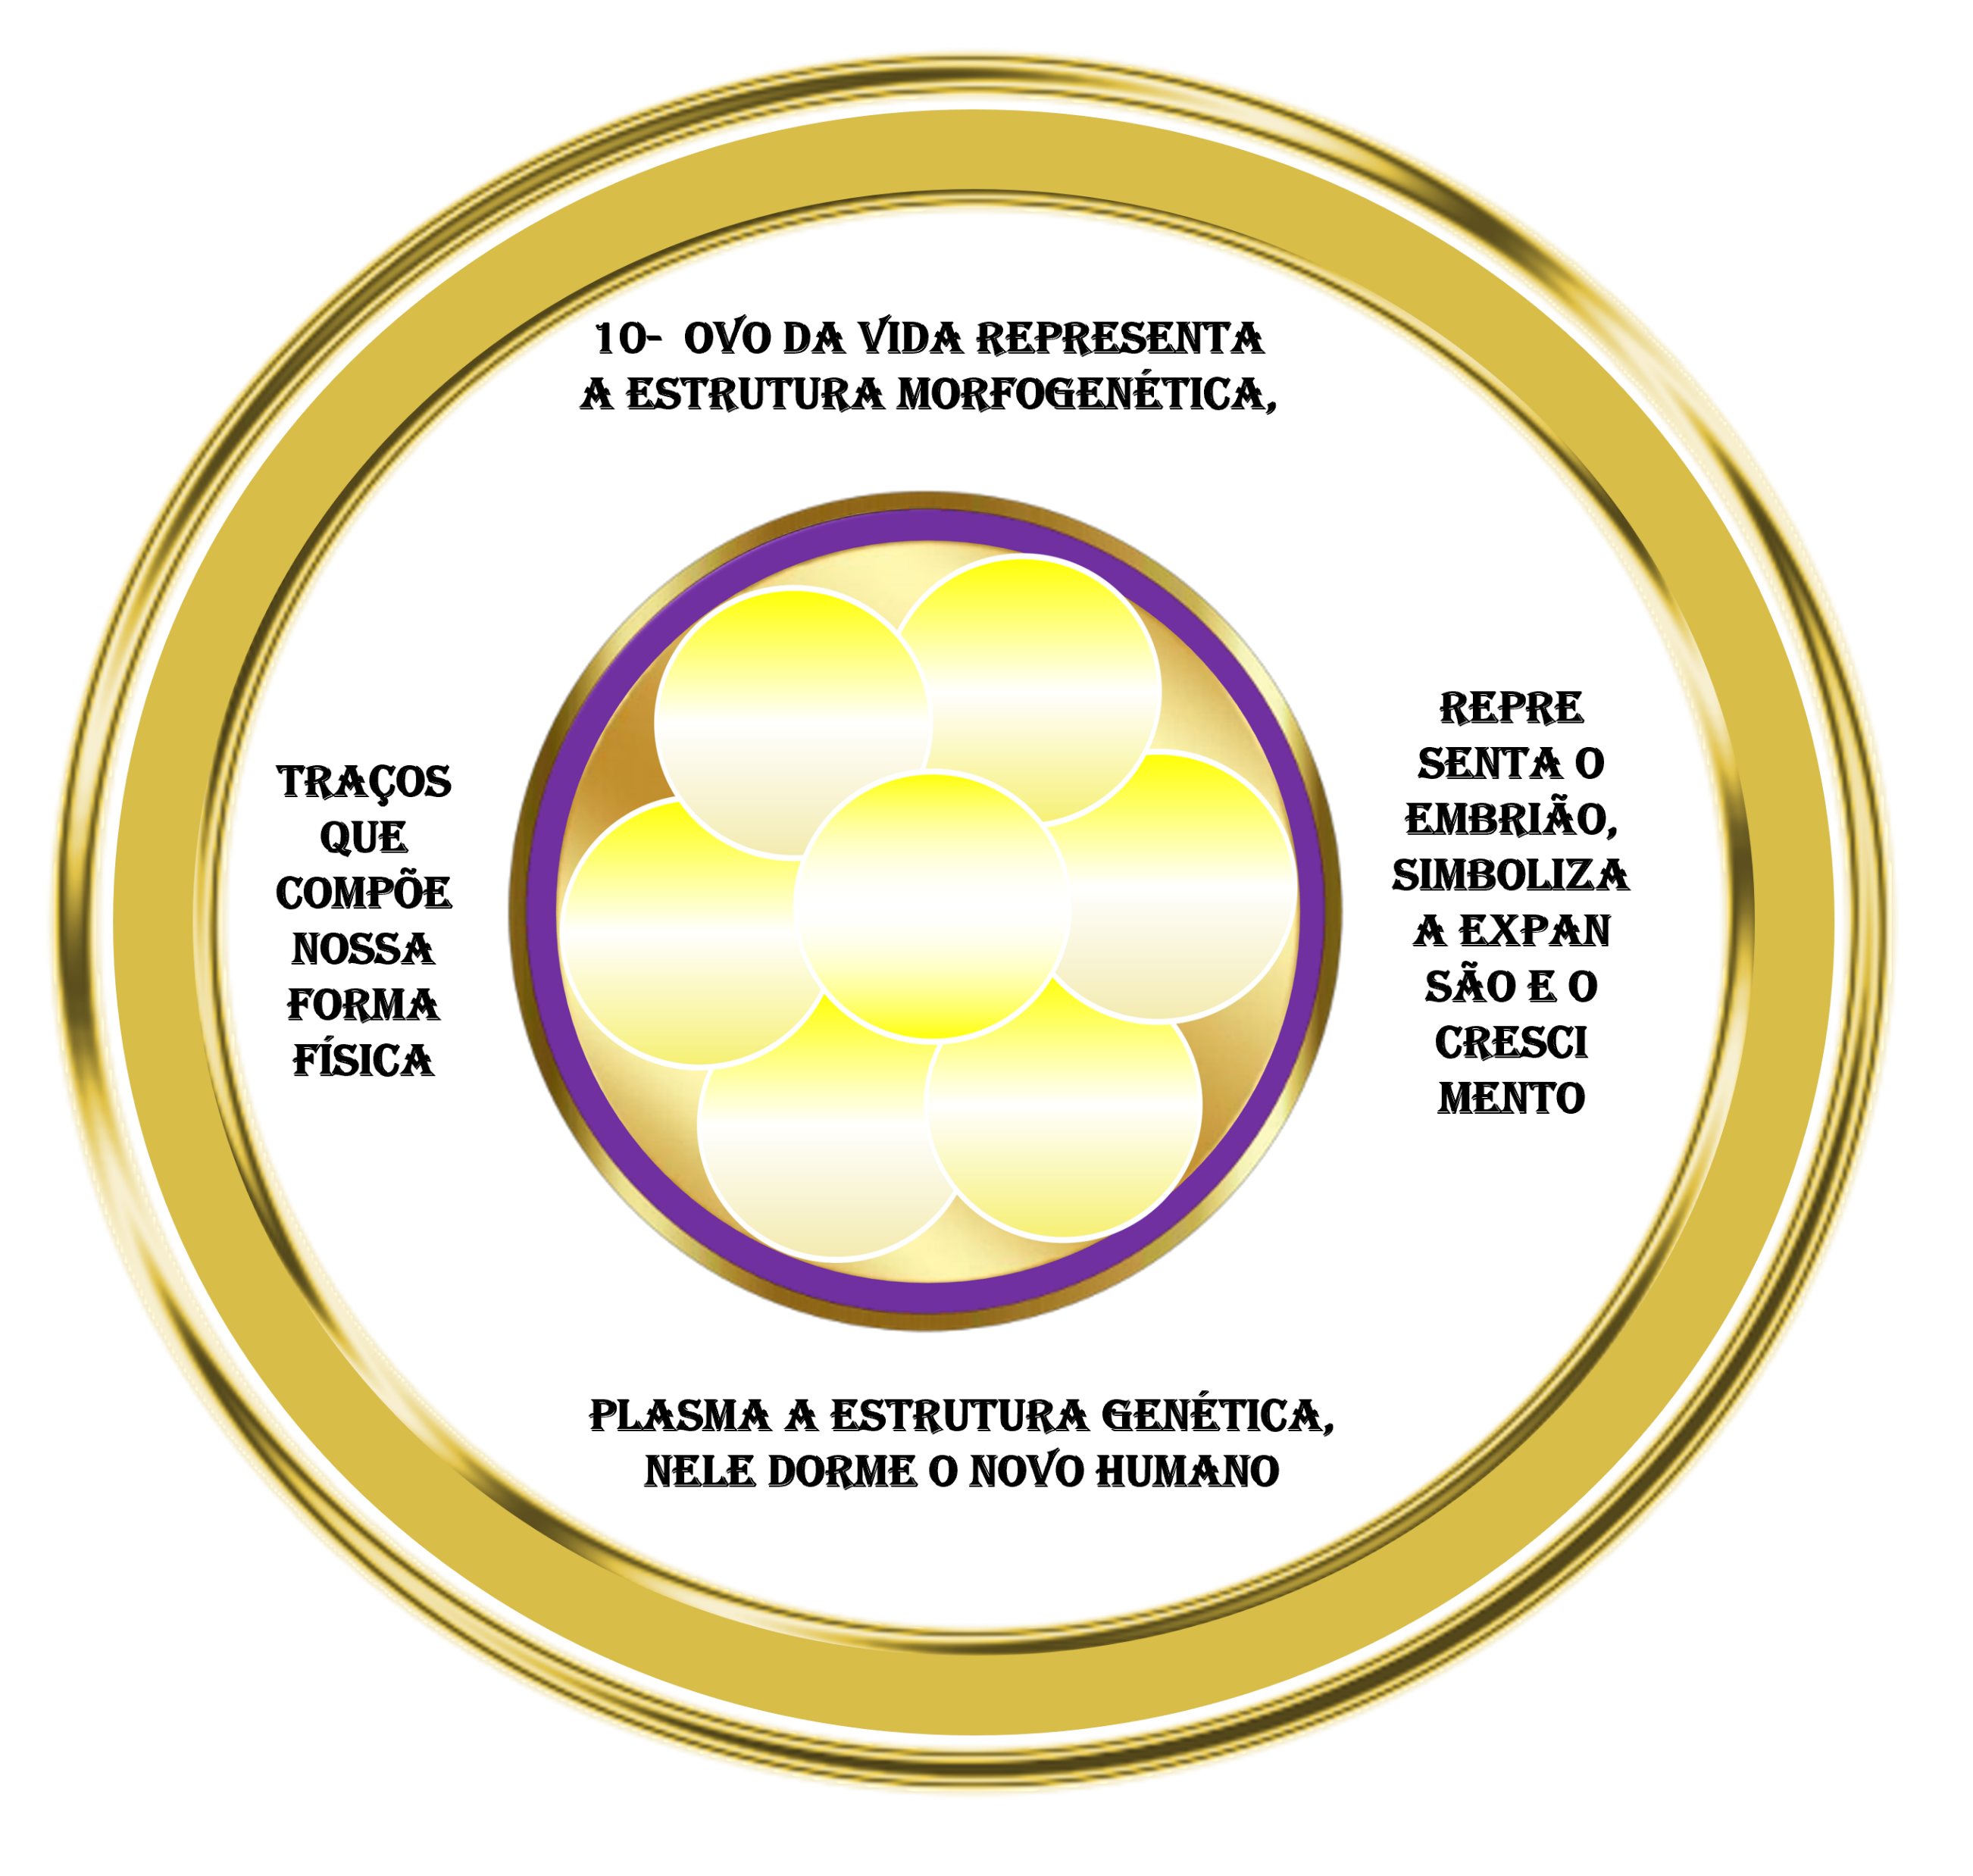 10- OVO DA VIDA REPRESENTA
A ESTRUTURA MORFOGENÉTICA,
TRAÇOS
QUE
COMPÕE
NOSSA
FORMA
FÍSICA
REPRE
SENTA O
EMBRIÃO,
SIMBOLIZA
A EXPAN
SÃO E O
CRESCI
MENTO
PLASMA A ESTRUTURA GENÉTICA,
NELE DORME O NOVO HUMANO